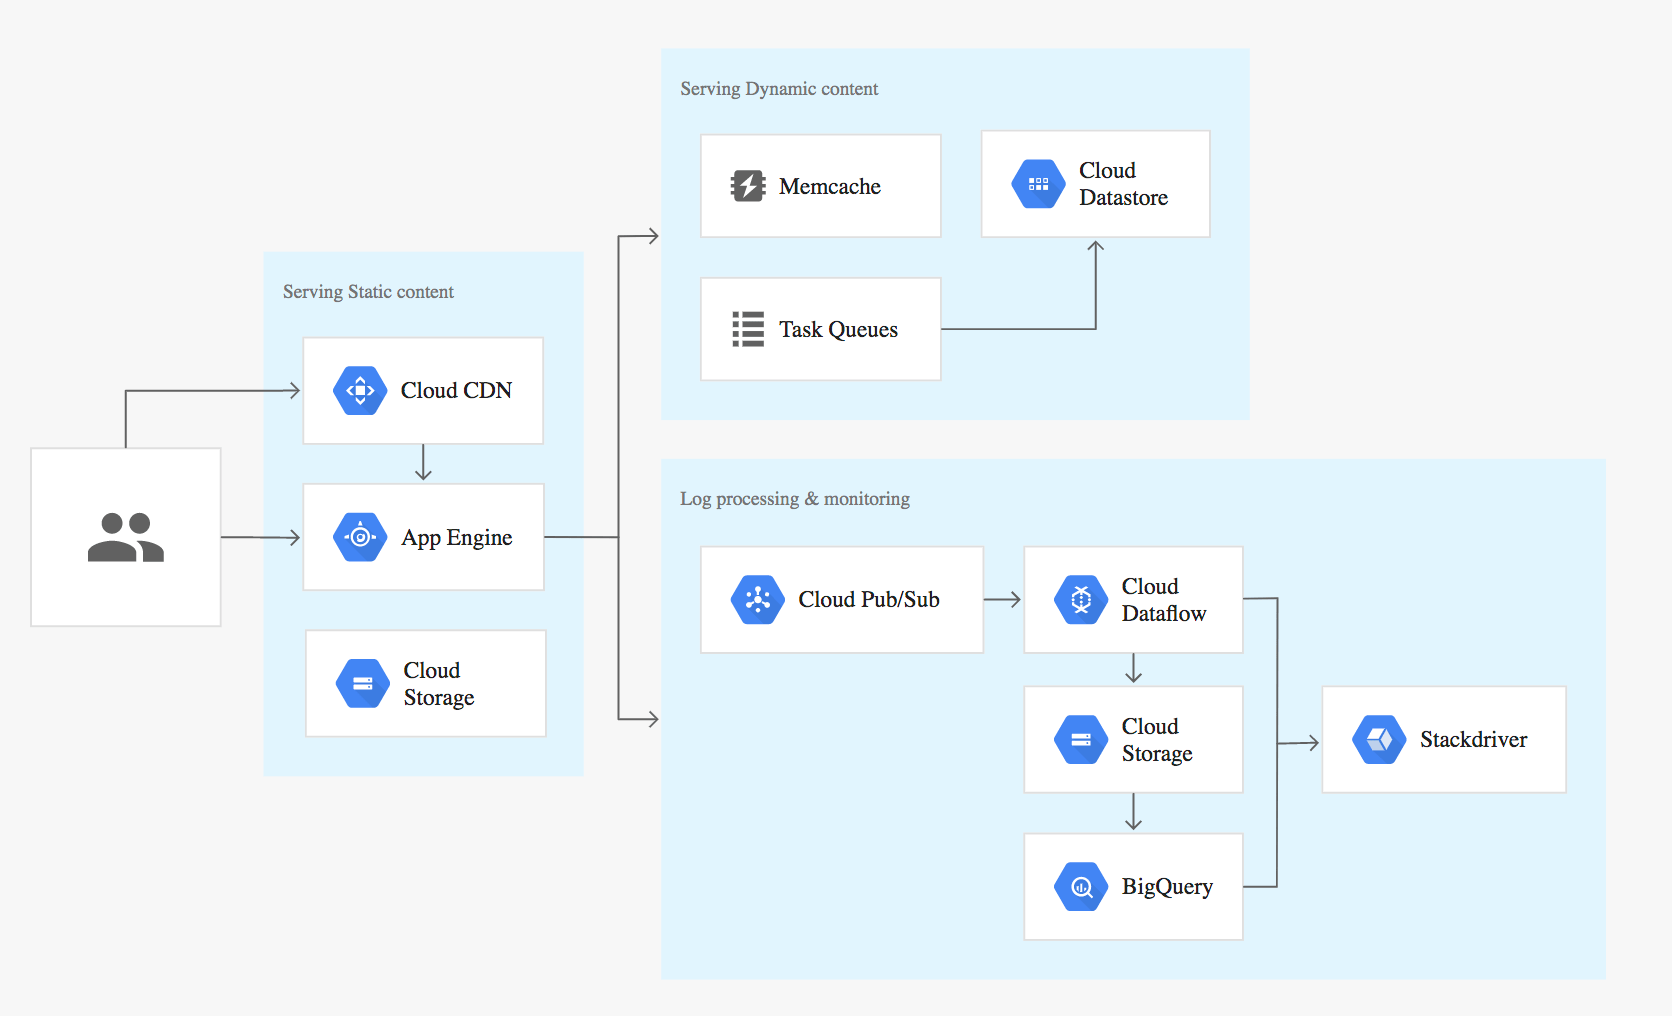 Serving Dynamic content
Memcache
Cloud
Datastore
Task Queues
Serving Static content
Cloud CDN
App Engine
Cloud
Storage
Log processing & monitoring
Cloud Pub/Sub
Cloud
Dataflow
Cloud
Storage
Stackdriver
BigQuery